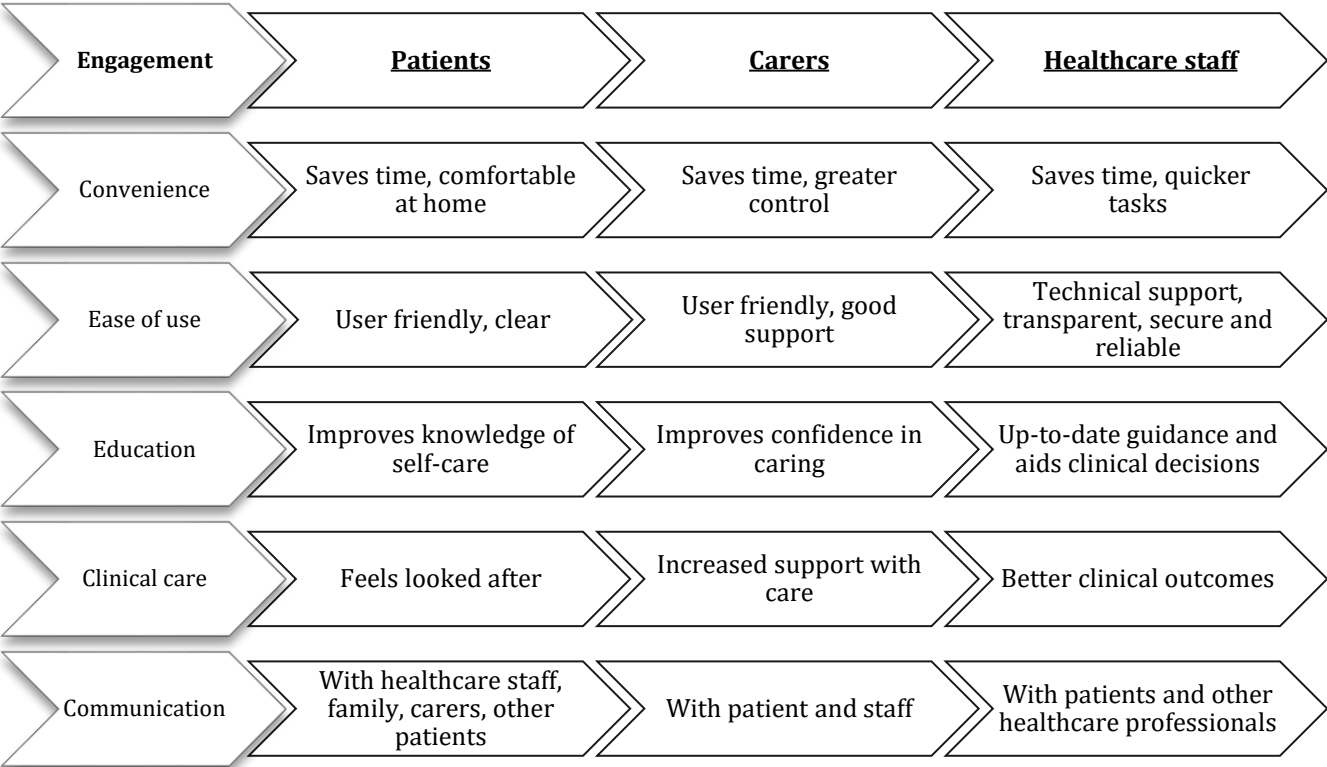 Engagement
Patients
Carers
Healthcare staff
Convenience
Saves time, comfortable
at home
Saves time, greater
control
Saves time, quicker
tasks
Ease of use
User friendly, clear
User friendly, good
support
Technical support,
transparent, secure and
reliable
Education
Improves knowledge of
self-care
Improves confidence in
caring
Up-to-date guidance and
aids clinical decisions
Clinical care
Feels looked after
Increased support with
care
Better clinical outcomes
Communication
With healthcare staff,
family, carers, other
patients
With patient and staff
With patients and other
healthcare professionals